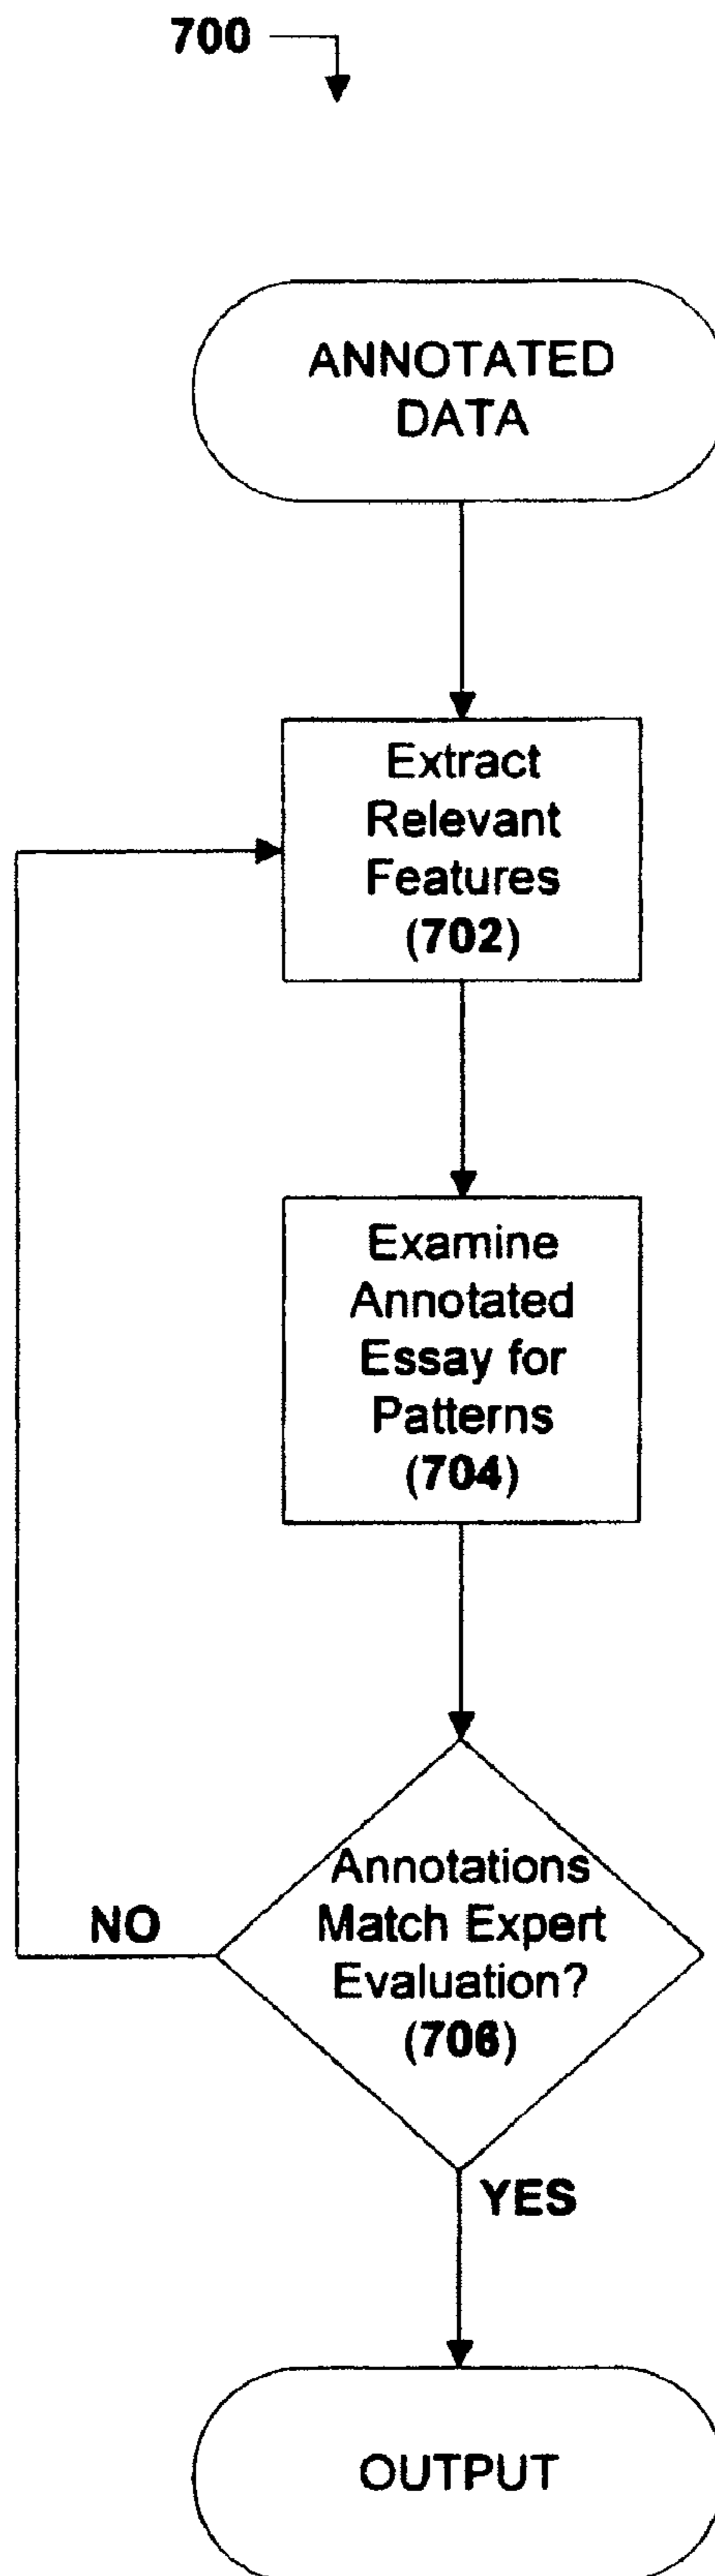 700
ANNOTATED
DATA
Extract
Relevant
Features
(702)
Examine
Annotated
Essay for
Patterns
(704)
Annotations
Match Expert
Evaluation?
(706)
NO
YES
OUTPUT